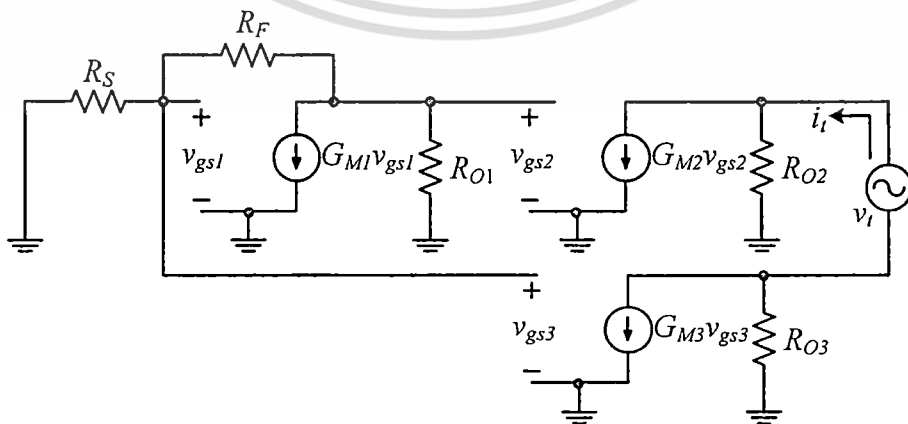 R_F
R_S
+ + i_t
v_gs1 G_M1v_gs1 R_O1 v_gs2 G_M2v_gs2 R_O2
− − v_t
+
v_gs3 G_M3v_gs3 R_O3
−